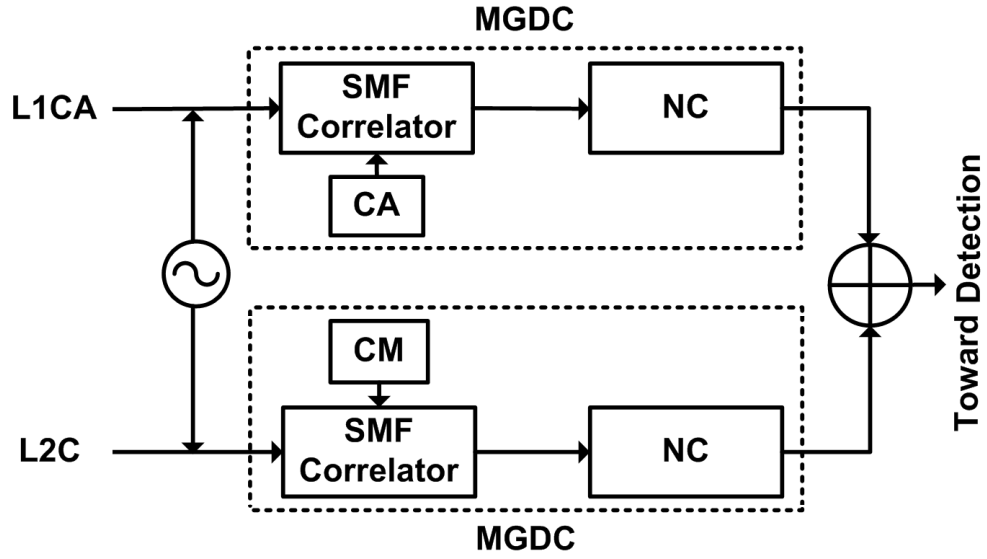 MGDC
L1CA
SMF
Correlator
NC
CA
Toward Detection
CM
L2C
SMF
Correlator
NC
MGDC